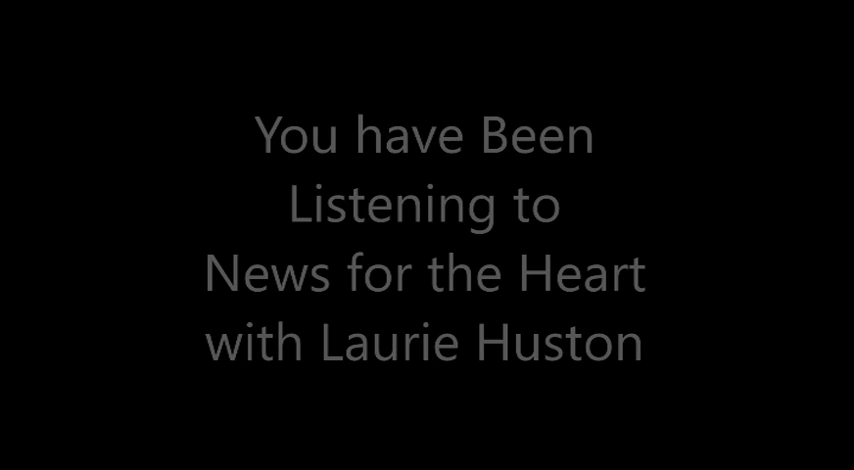 You have Been
Listening to
News for the Heart
with Laurie Huston